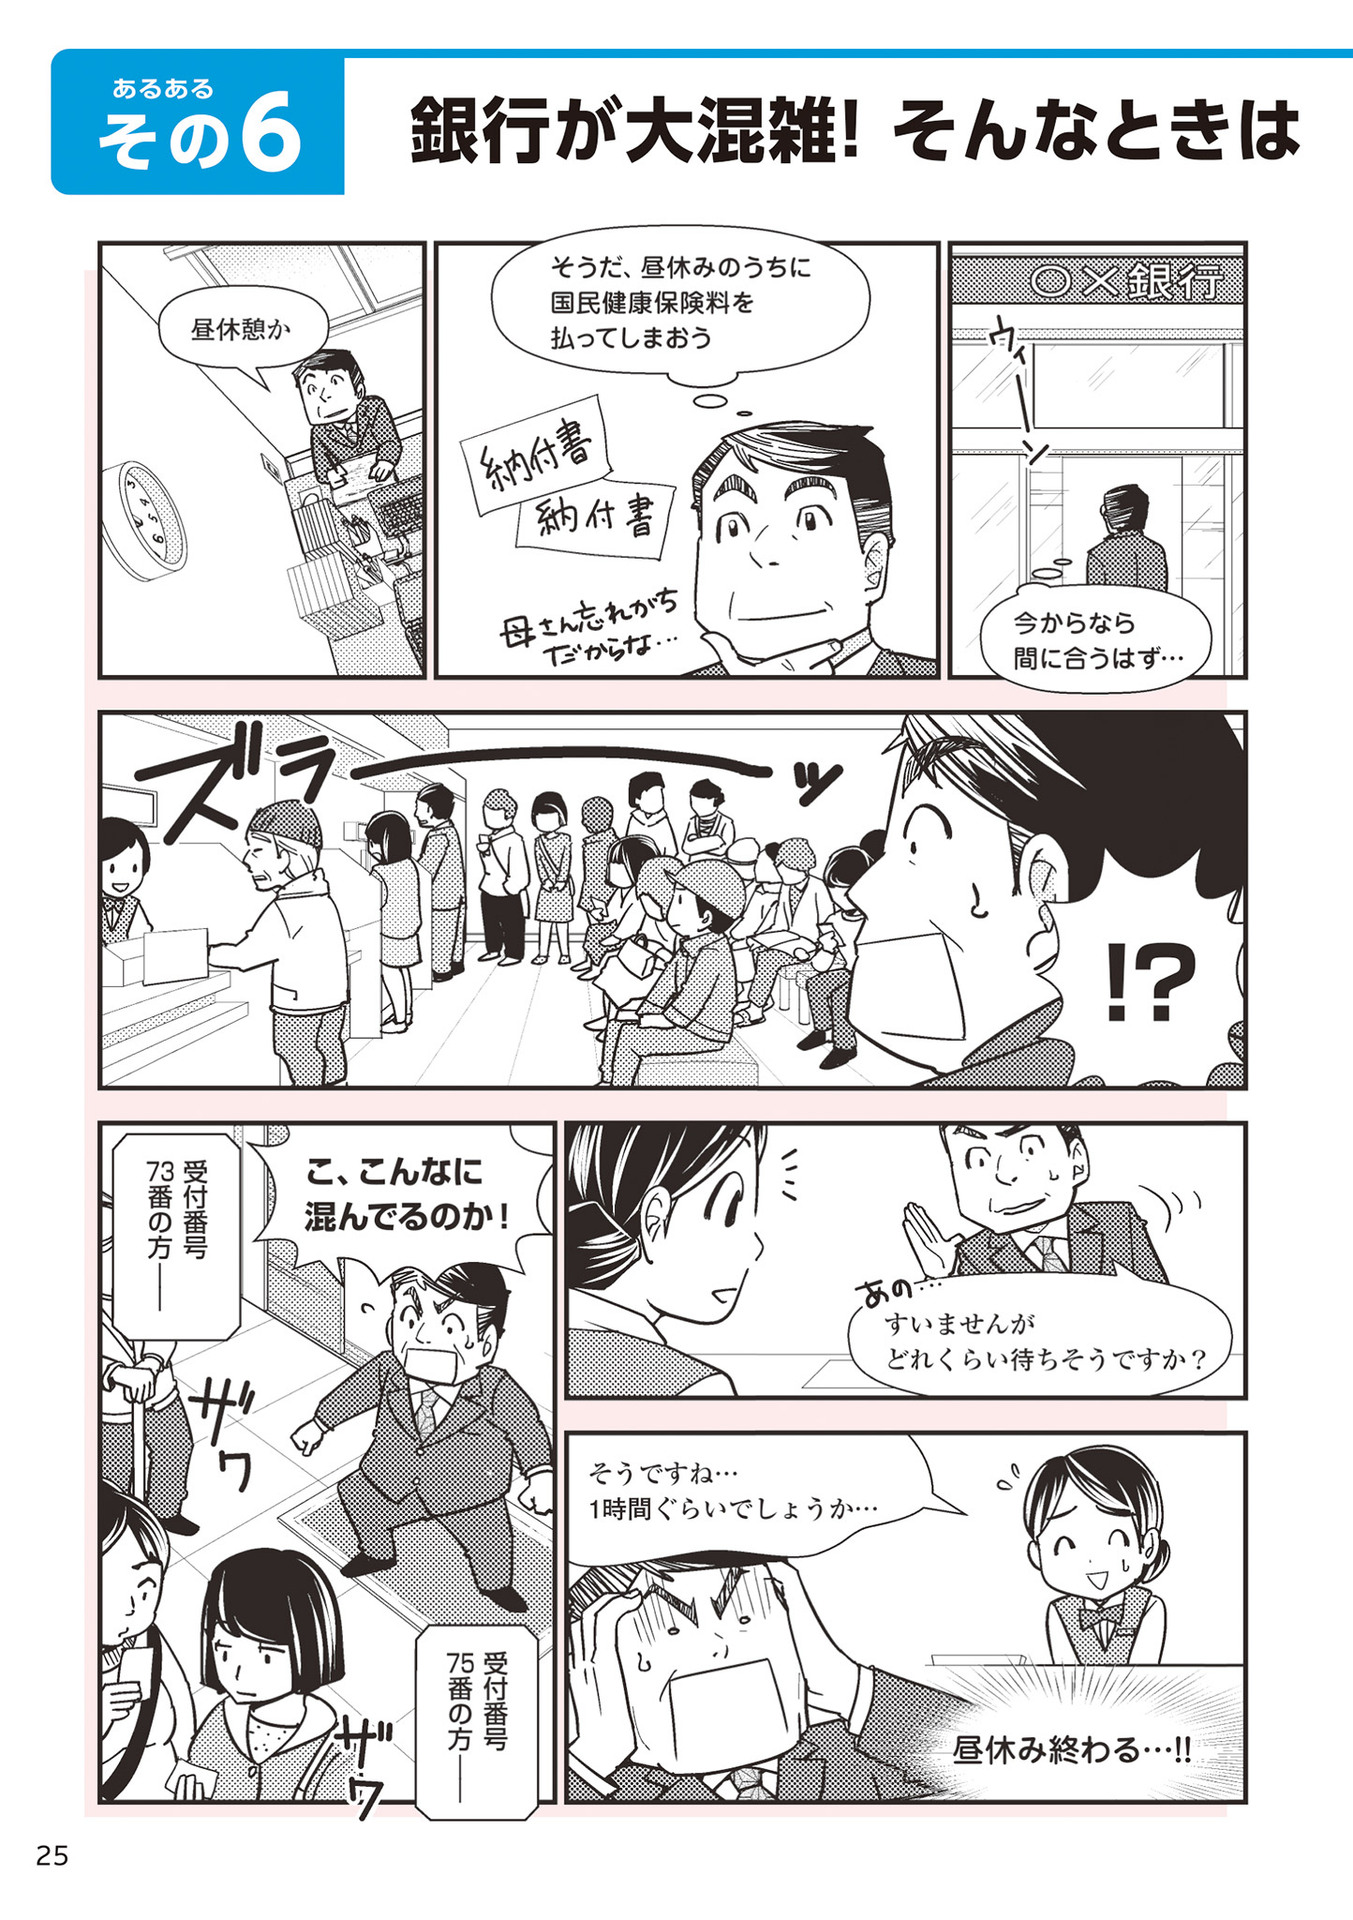 あるある
その6
銀行が大混雑! そんなときは
昼休憩か
そうだ、昼休みのうちに
国民健康保険料を
払ってしまおう
納付書
納付書
母さん忘れがち
だからな…
〇×銀行
ウィーン
今からなら
間に合うはず…
ズラーッ
!?
受付番号
73番の方――
こ、こんなに
混んでるのか!
ザワ
受付番号
75番の方――
ザワ
あの…
すいませんが
どれくらい待ちそうですか?
そうですね…
1時間ぐらいでしょうか…
昼休み終わる…!!
25